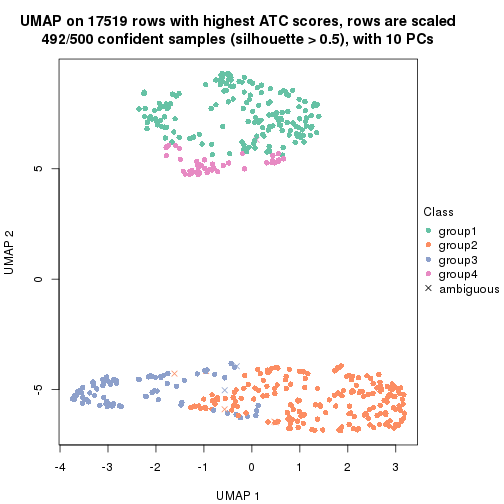 UMAP on 17519 rows with highest ATC scores, rows are scaled
492/500 confident samples (silhouette > 0.5), with 10 PCs
UMAP 2
5
0
-5
-4
-3
-2
-1
0
1
2
3
UMAP 1
Class
group1
group2
group3
group4
ambiguous